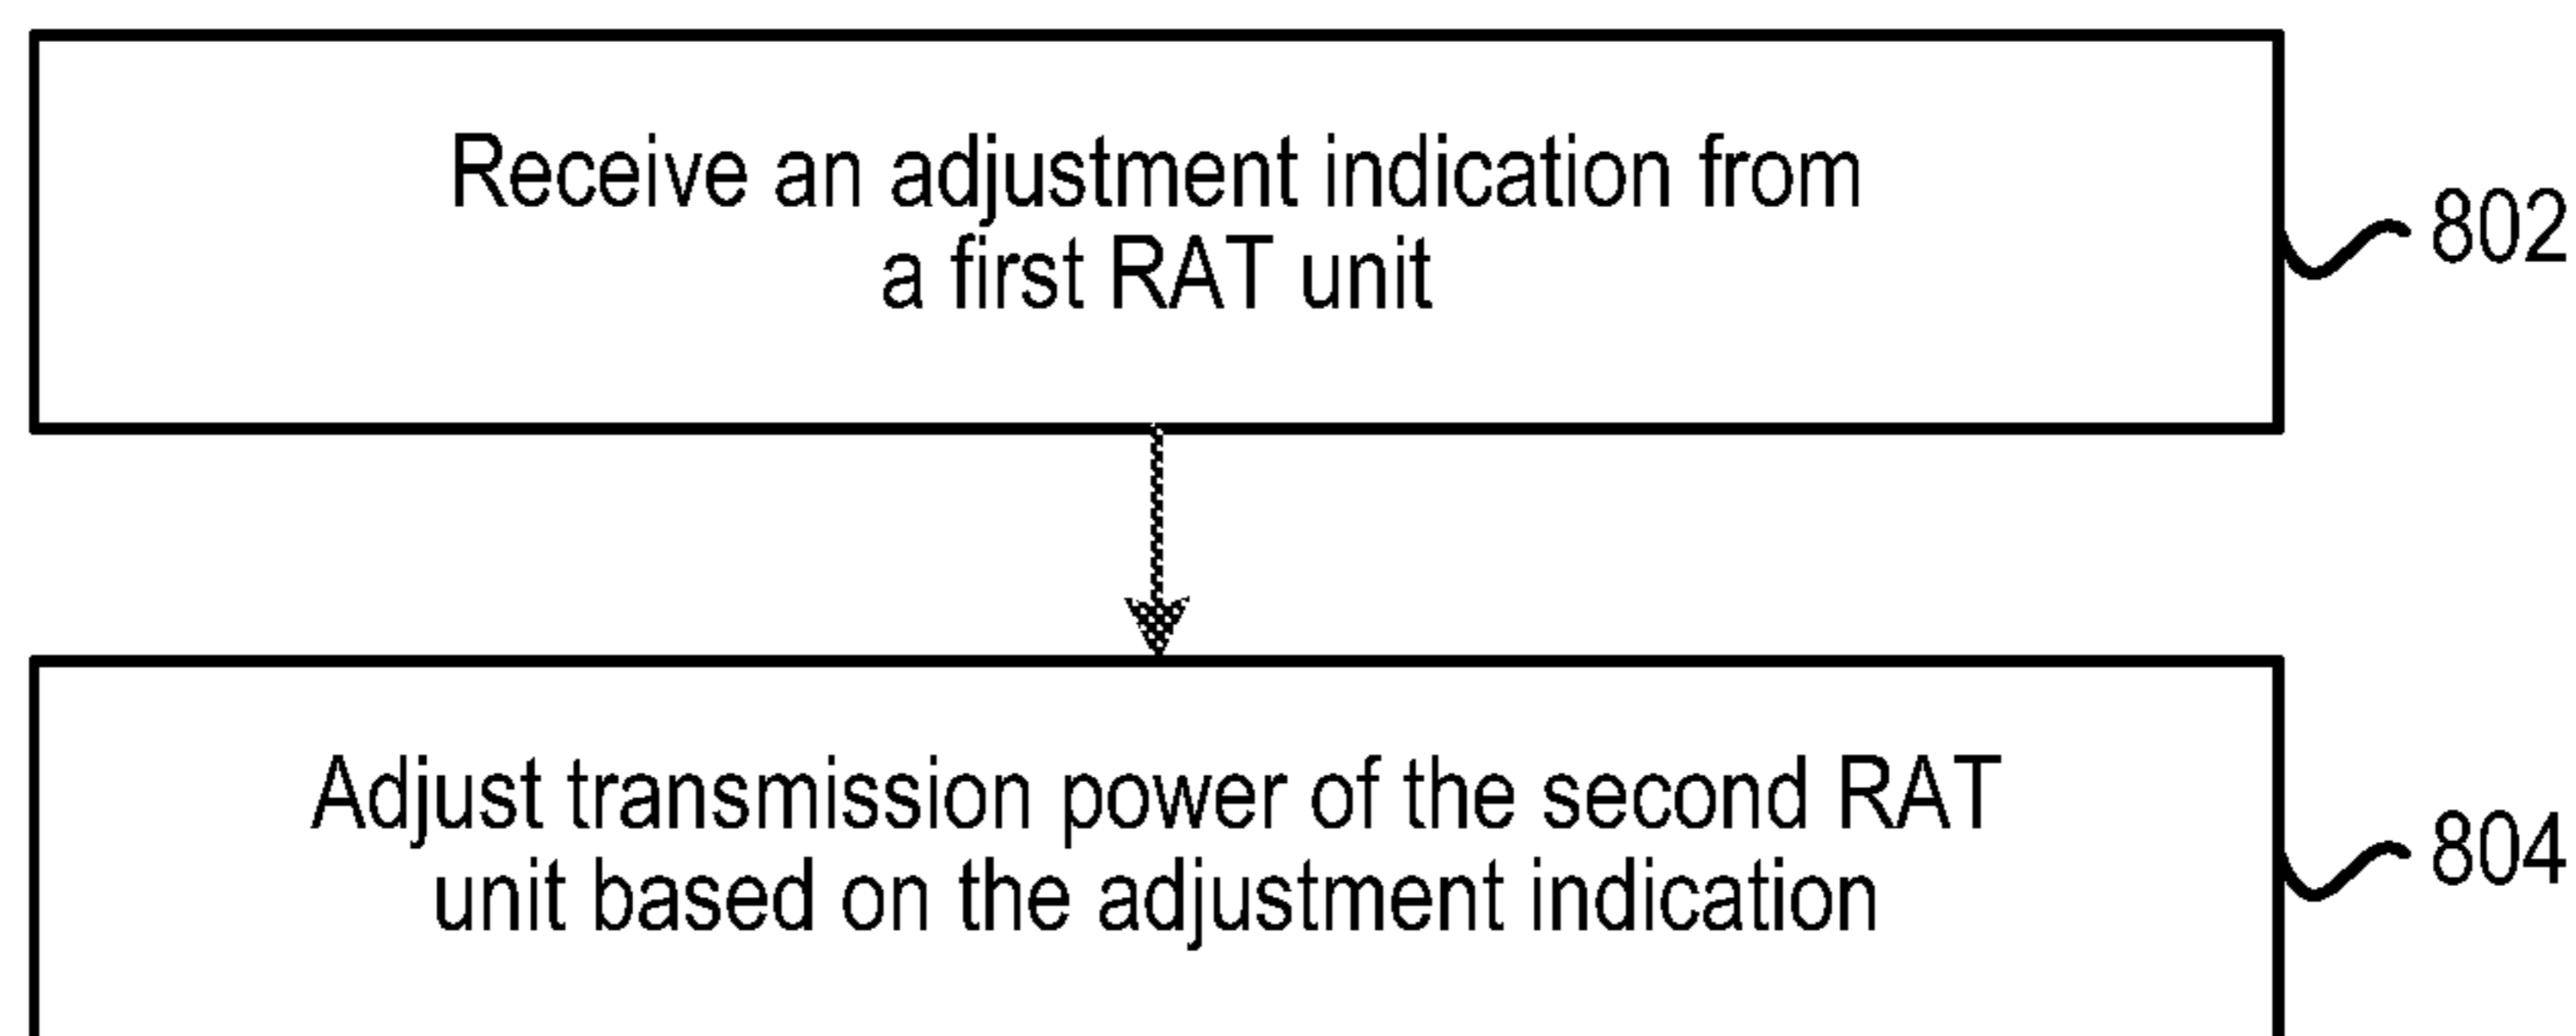 Receive an adjustment indication from
a first RAT unit
802
Adjust transmission power of the second RAT
unit based on the adjustment indication
804